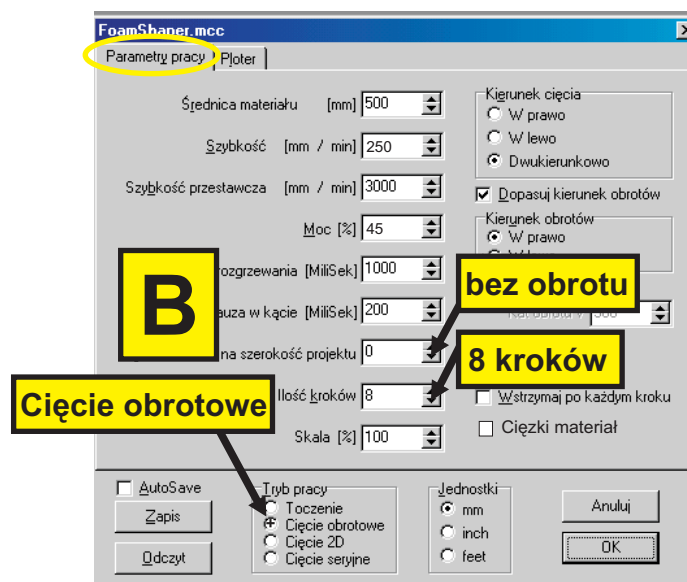 FoamShaper.mcc
Parametry pracy Ploter
Średnica materiału [mm] 500
Szybkość [mm / min] 250
Szybkość przestawcza [mm / min] 3000
Moc [%] 45
rozgrzewania [MiliSek] 1000
auza w kącie [MiliSek] 200
na szerokość projektu 0
Ilość kroków 8
Skala [%] 100
Kierunek cięcia
W prawo
W lewo
Dwukierunkowo
Dopasuj kierunek obrotów
Kierunek obrotów
W prawo
B
bez obrotu
8 kroków
Cięcie obrotowe
Wstrzymaj po każdym kroku
Cięzki materiał
AutoSave
Zapis
Odczyt
Tryb pracy
Toczenie
Cięcie obrotowe
Cięcie 2D
Cięcie seryjne
Jednostki
mm
inch
feet
Anuluj
OK